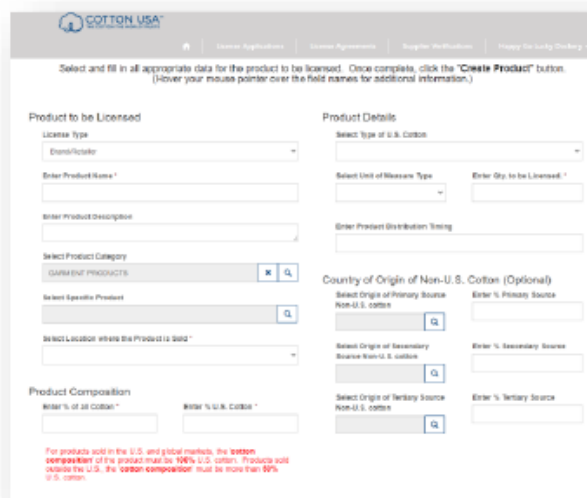 COTTON USA™
License Applications License Agreements Supplier Verifications Happy Go Lucky Clothing
Select and fill in all appropriate data for the product to be licensed. Once complete, click the "Create Product" button.
(Hover your mouse pointer over the field names for additional information.)
Product to be Licensed
License Type
Brand/Retailer
Enter Product Name *
Enter Product Description
Select Product Category
GARMENT PRODUCTS
Select Specific Product
Select Location where the Product is Sold *
Product Composition
Enter % of all Cotton * Enter % U.S. Cotton *
For products sold in the U.S. and global markets, the 'cotton
composition' of the product must be 100% U.S. cotton. Products sold
outside the U.S., the 'cotton composition' must be more than 50%
U.S. cotton.
Product Details
Select Type of U.S. Cotton
Select Unit of Measure Type Enter Qty. to be Licensed: *
Enter Product Distribution Timing
Country of Origin of Non-U.S. Cotton (Optional)
Select Origin of Primary Source
Non-U.S. cotton
Enter % Primary Source
Select Origin of Secondary
Source Non-U.S. cotton
Enter % Secondary Source
Select Origin of Tertiary Source
Non-U.S. cotton
Enter % Tertiary Source